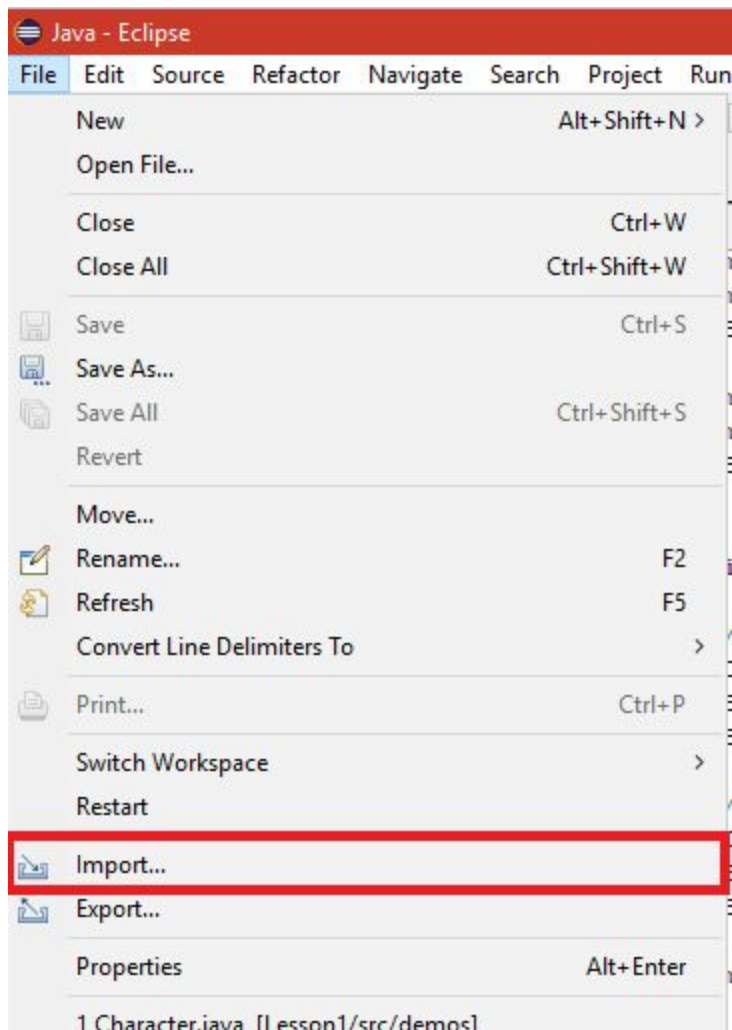 Java - Eclipse
File Edit Source Refactor Navigate Search Project Run
New Alt+Shift+N >
Open File...
Close Ctrl+W
Close All Ctrl+Shift+W
Save Ctrl+S
Save As...
Save All Ctrl+Shift+S
Revert
Move...
Rename... F2
Refresh F5
Convert Line Delimiters To >
Print... Ctrl+P
Switch Workspace >
Restart
Import...
Export...
Properties Alt+Enter
1 Character.java [Lesson1/src/demos]